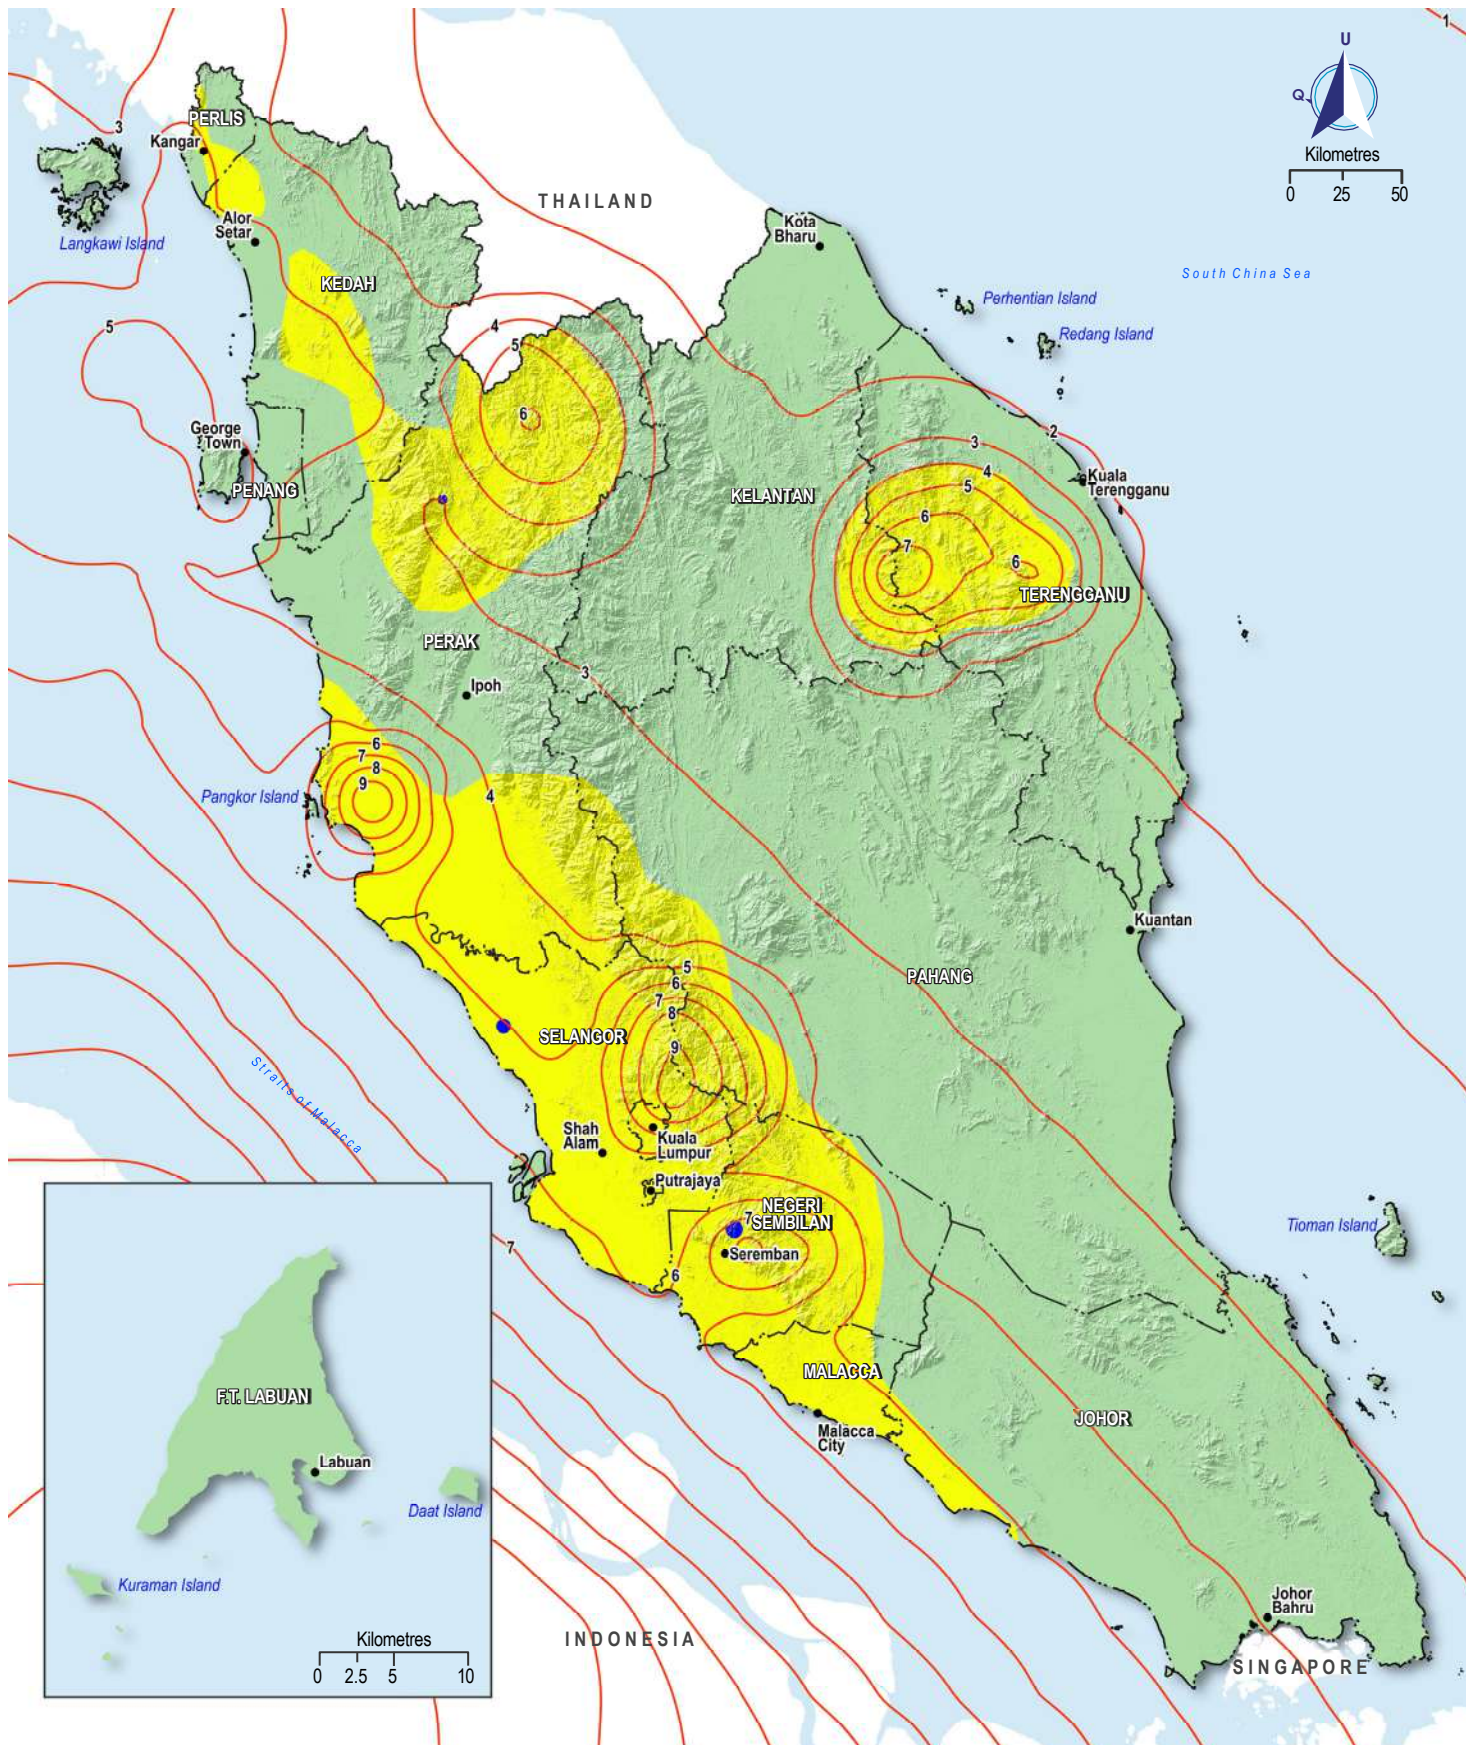 1
U
Q
Kilometres
0 25 50
3
PERLIS
Kangar
THAILAND
Alor
Setar
Langkawi Island
Kota
Bharu
South China Sea
KEDAH
Perhentian Island
Redang Island
5
4
5
6
George
Town
PENANG
2
3
4
5
6
7
6
KELANTAN
Kuala
Terengganu
TERENGGANU
PERAK
Ipoh
3
6
7
8
9
4
Pangkor Island
Kuantan
PAHANG
5
6
7
8
9
SELANGOR
Straits of Malacca
Shah
Alam
Kuala
Lumpur
Putrajaya
NEGERI
SEMBILAN
7
Seremban
6
7
Tioman Island
MALACCA
Malacca
City
JOHOR
F.T. LABUAN
Labuan
Daat Island
Kuraman Island
Kilometres
0 2.5 5 10
INDONESIA
Johor
Bahru
SINGAPORE